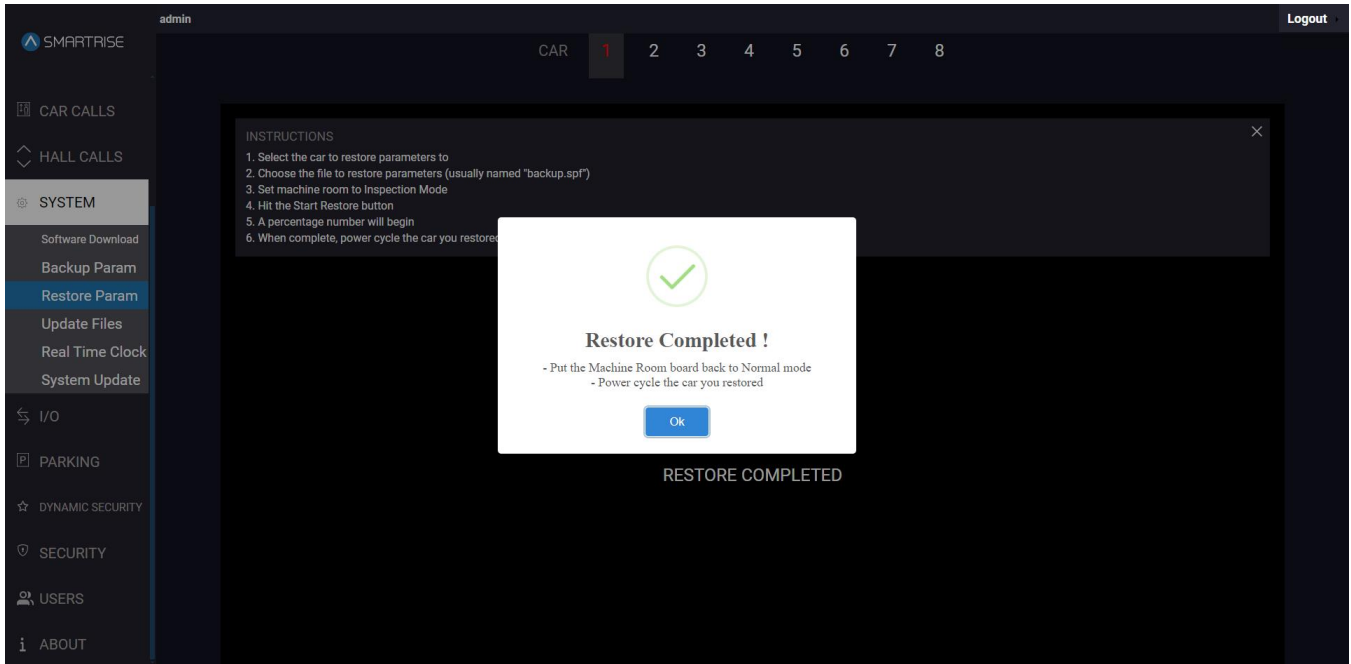 admin
Logout
SMARTRISE
CAR 1 2 3 4 5 6 7 8
CAR CALLS
HALL CALLS
SYSTEM
Software Download
Backup Param
Restore Param
Update Files
Real Time Clock
System Update
I/O
PARKING
DYNAMIC SECURITY
SECURITY
USERS
ABOUT
INSTRUCTIONS
1. Select the car to restore parameters to
2. Choose the file to restore parameters (usually named "backup.spf")
3. Set machine room to Inspection Mode
4. Hit the Start Restore button
5. A percentage number will begin
6. When complete, power cycle the car you restored
Restore Completed !
- Put the Machine Room board back to Normal mode
- Power cycle the car you restored
Ok
RESTORE COMPLETED